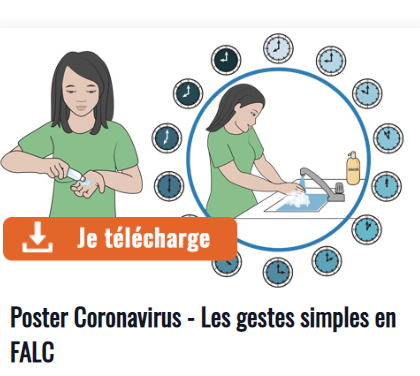 Je télécharge
Poster Coronavirus - Les gestes simples en
FALC